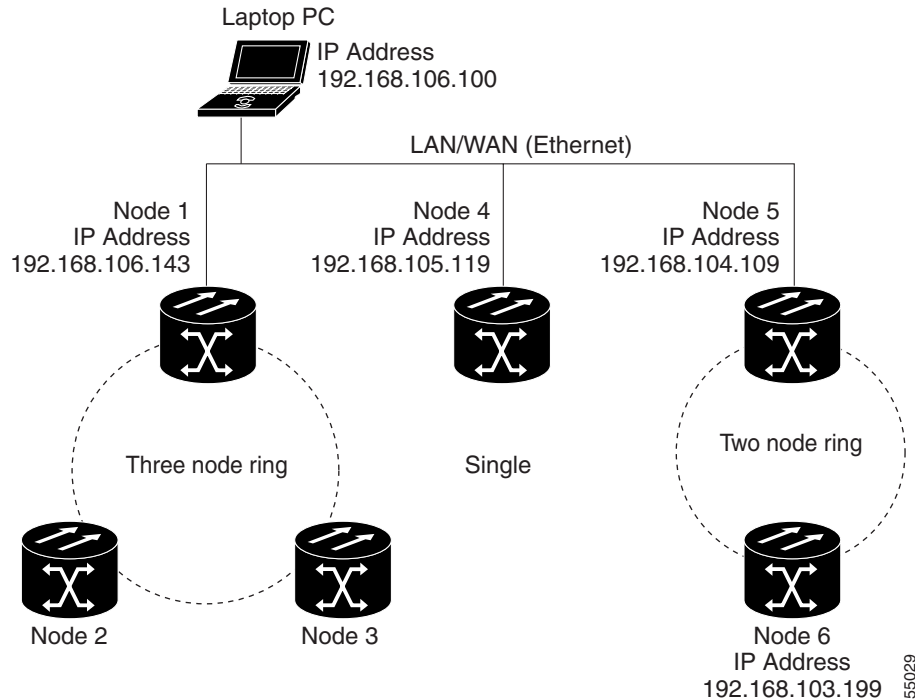 Laptop PC
IP Address
192.168.106.100
LAN/WAN (Ethernet)
Node 1
IP Address
192.168.106.143
Node 4
IP Address
192.168.105.119
Node 5
IP Address
192.168.104.109
Three node ring
Single
Two node ring
Node 2
Node 3
Node 6
IP Address
192.168.103.199
55029